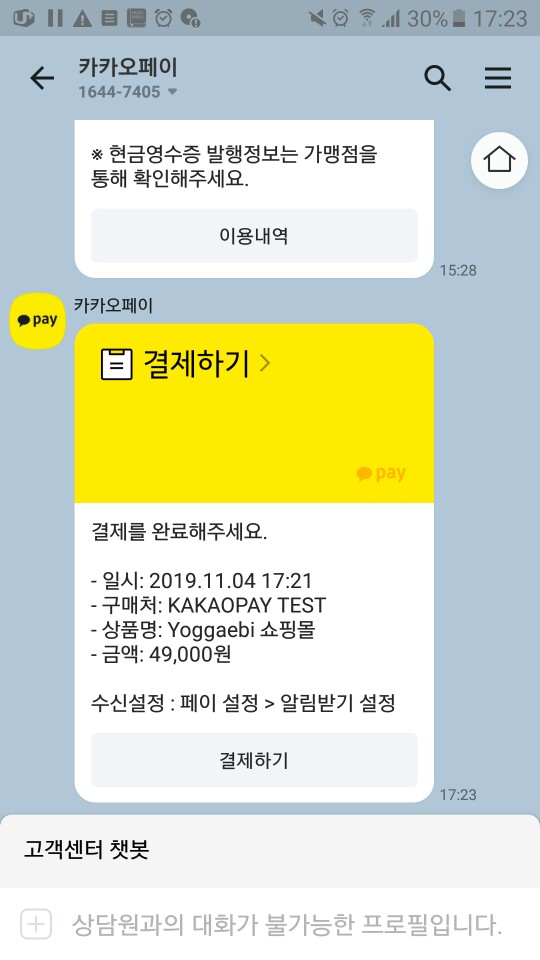 30% 17:23
카카오페이
1644-7405
※ 현금영수증 발행정보는 가맹점을
통해 확인해주세요.
이용내역
15:28
pay
카카오페이
결제하기
pay
결제를 완료해주세요.
- 일시: 2019.11.04 17:21
- 구매처: KAKAOPAY TEST
- 상품명: Yoggaebi 쇼핑몰
- 금액: 49,000원
수신설정 : 페이 설정 > 알림받기 설정
결제하기
17:23
고객센터 챗봇
상담원과의 대화가 불가능한 프로필입니다.